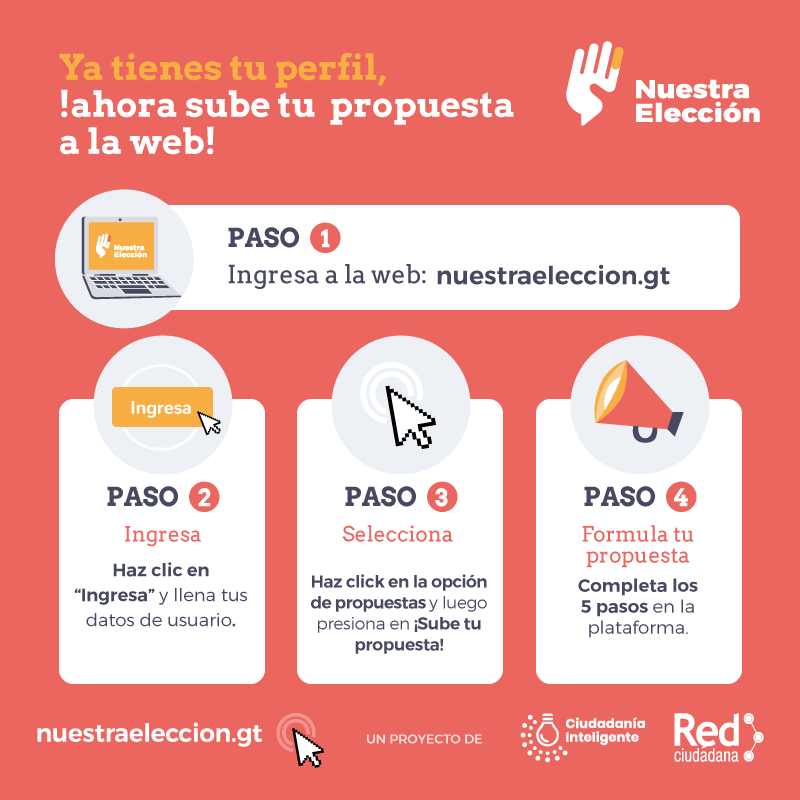 Ya tienes tu perfil,
!ahora sube tu propuesta
a la web!
Nuestra
Elección
Nuestra
Elección
PASO 1
Ingresa a la web: nuestraeleccion.gt
Ingresa
PASO 2
Ingresa
Haz clic en
“Ingresa” y llena tus
datos de usuario.
PASO 3
Selecciona
Haz click en la opción
de propuestas y luego
presiona en ¡Sube tu
propuesta!
PASO 4
Formula tu
propuesta
Completa los
5 pasos en la
plataforma.
nuestraeleccion.gt
UN PROYECTO DE
Ciudadanía
Inteligente
Red
ciudadana